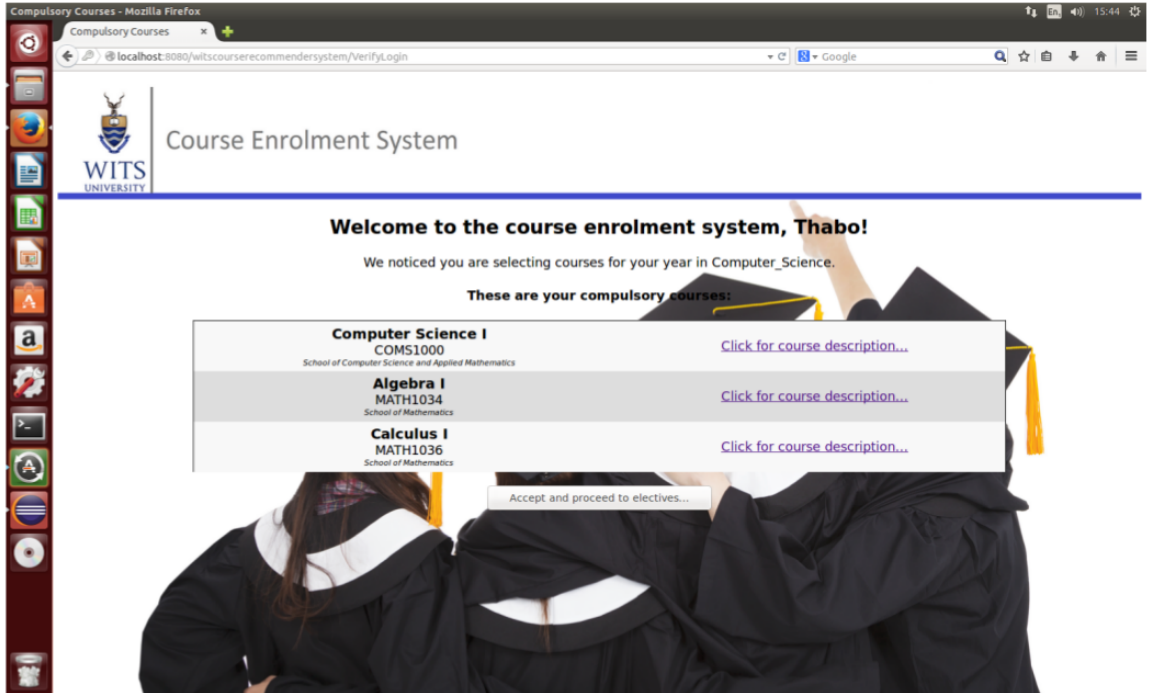 Compulsory Courses - Mozilla Firefox
En
15:44
Compulsory Courses
localhost:8080/witscourserecommendersystem/VerifyLogin
Google
WITS
UNIVERSITY
Course Enrolment System
Welcome to the course enrolment system, Thabo!
We noticed you are selecting courses for your year in Computer_Science.
These are your compulsory courses:
Computer Science I
COMS1000
School of Computer Science and Applied Mathematics
Click for course description...
Algebra I
MATH1034
School of Mathematics
Click for course description...
Calculus I
MATH1036
School of Mathematics
Click for course description...
Accept and proceed to electives...